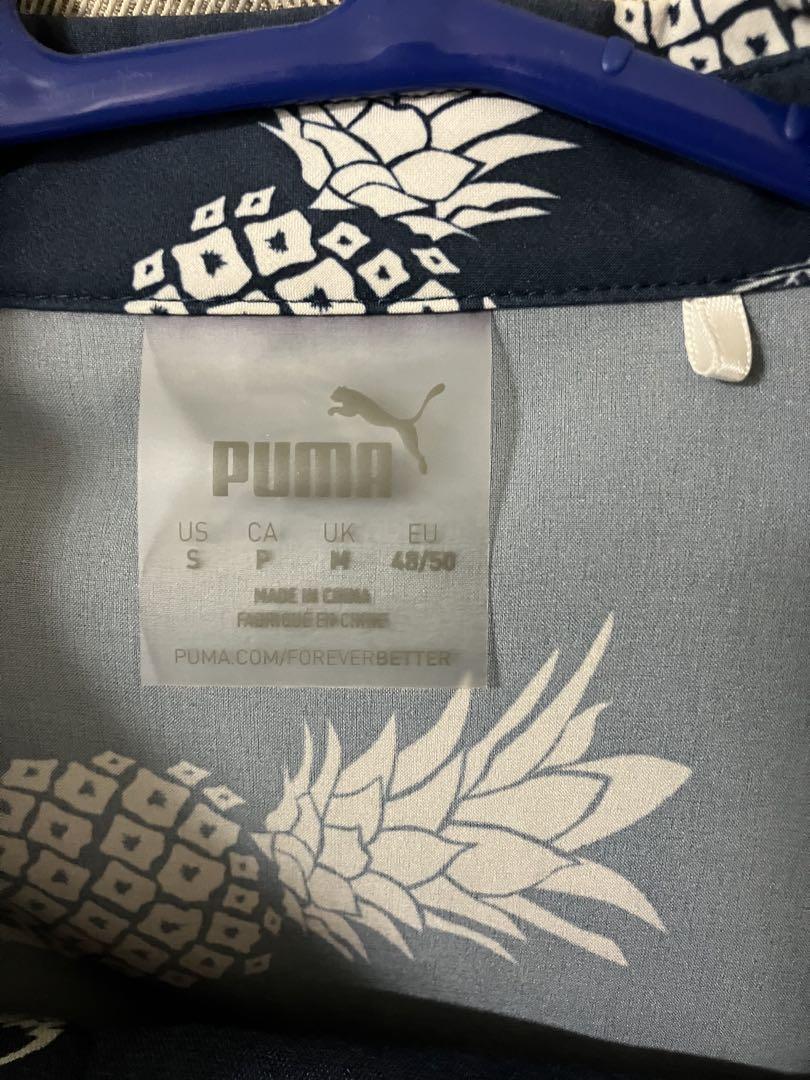 PUMA
US CA UK EU
S P M 48/50
MADE IN CHINA
FABRIQUÉ EN CHINE
PUMA.COM/FOREVERBETTER